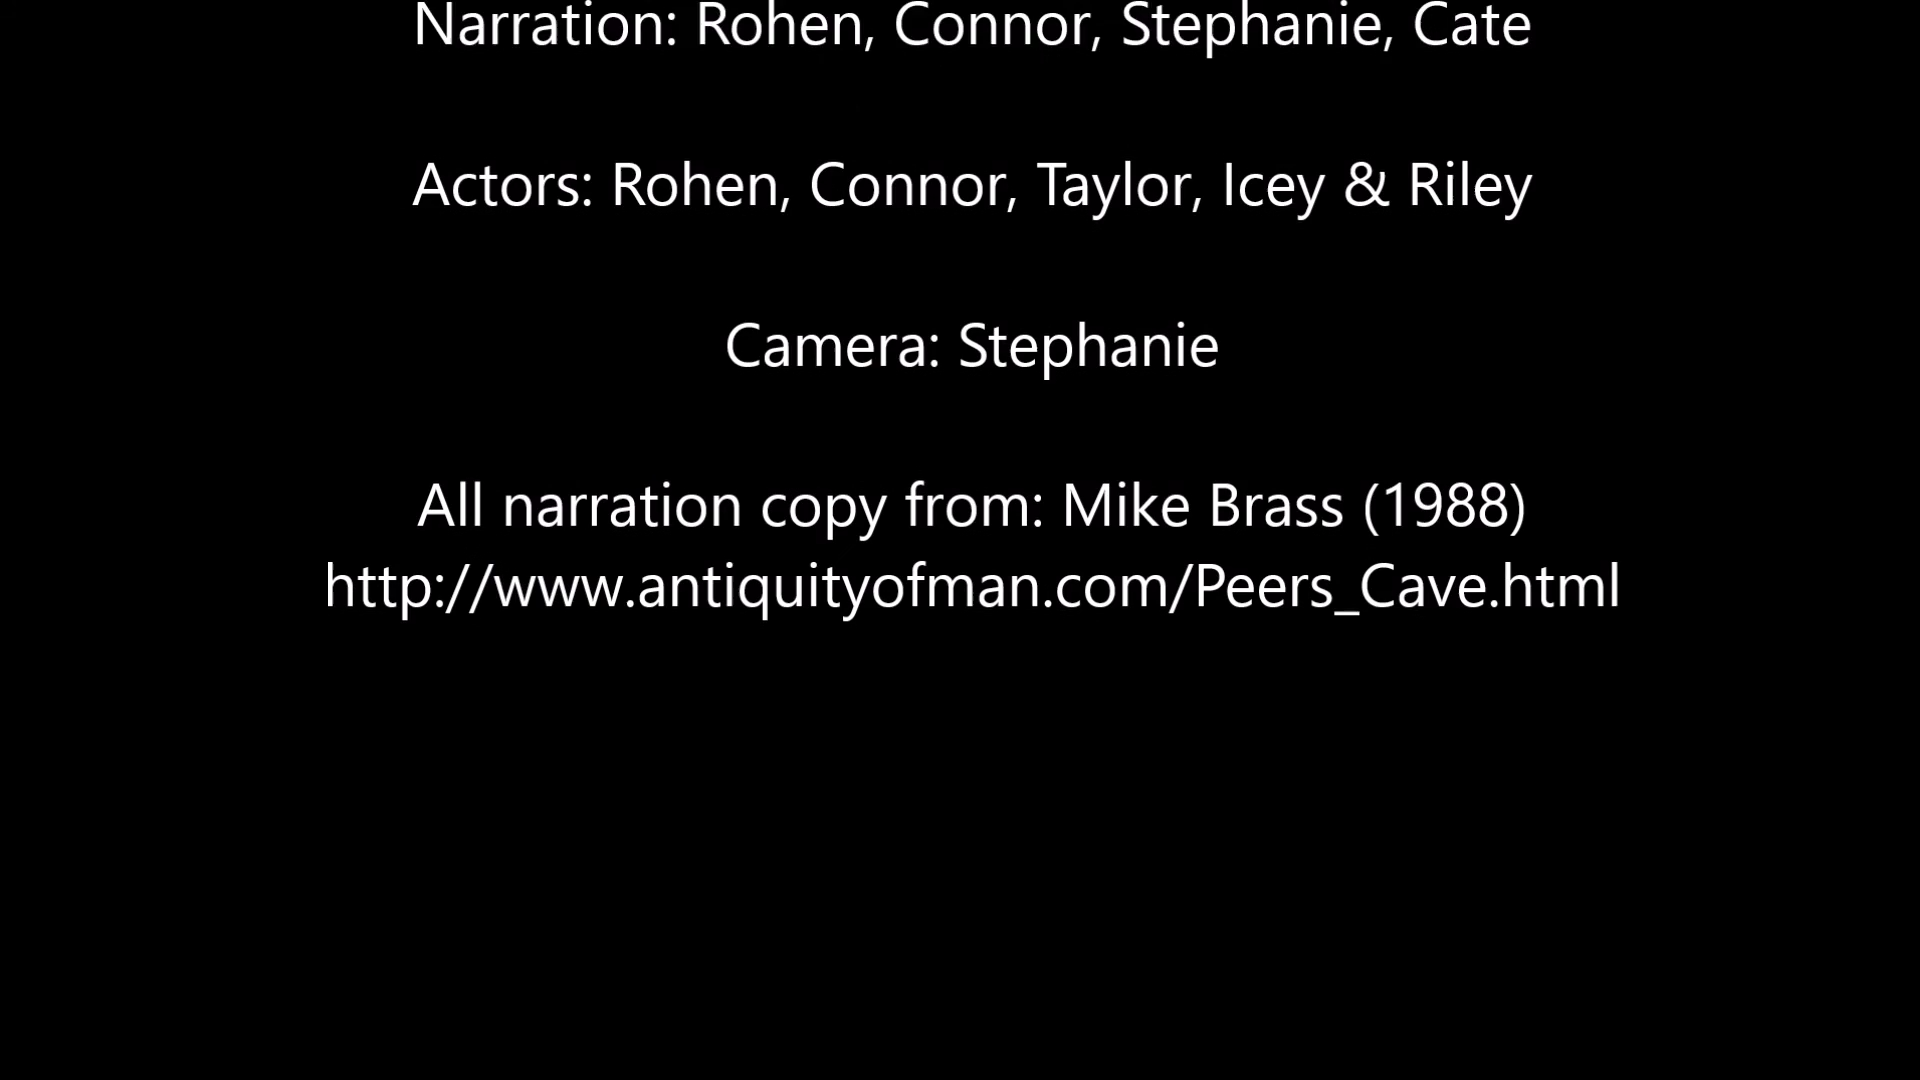 Narration: Rohen, Connor, Stephanie, Cate
Actors: Rohen, Connor, Taylor, Icey & Riley
Camera: Stephanie
All narration copy from: Mike Brass (1988)
http://www.antiquityofman.com/Peers_Cave.html